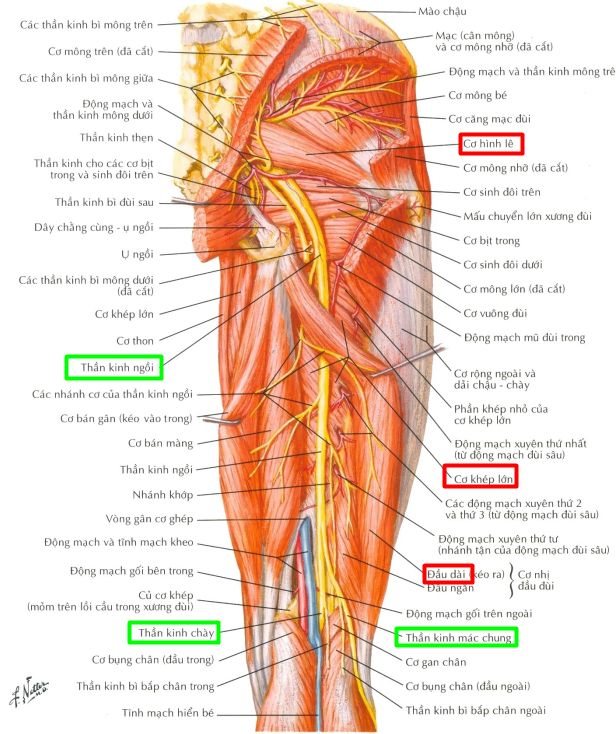 Các thần kinh bì mông trên
Cơ mông trên (đã cắt)
Các thần kinh bì mông giữa
Động mạch và
thần kinh mông dưới
Thần kinh thẹn
Thần kinh cho các cơ bịt
trong và sinh đôi trên
Thần kinh bì đùi sau
Dây chằng cùng - ụ ngồi
Ụ ngồi
Các thần kinh bì mông dưới
(đã cắt)
Cơ khép lớn
Cơ thon
Thần kinh ngồi
Các nhánh cơ của thần kinh ngồi
Cơ bán gân (kéo vào trong)
Cơ bán màng
Thần kinh ngồi
Nhánh khớp
Vòng gân cơ ghép
Động mạch và tĩnh mạch kheo
Động mạch gối bên trong
Củ cơ khép
(mỏm trên lồi cầu trong xương đùi)
Thần kinh chày
Cơ bụng chân (đầu trong)
Thần kinh bì bắp chân trong
Tĩnh mạch hiển bé
Mào chậu
Mạc (cân mông)
và cơ mông nhỡ (đã cắt)
Động mạch và thần kinh mông trê
Cơ mông bé
Cơ căng mạc đùi
Cơ hình lê
Cơ mông nhỡ (đã cắt)
Cơ sinh đôi trên
Mấu chuyển lớn xương đùi
Cơ bịt trong
Cơ sinh đôi dưới
Cơ mông lớn (đã cắt)
Cơ vuông đùi
Động mạch mũ đùi trong
Cơ rộng ngoài và
dải chậu - chày
Phần khép nhỏ của
cơ khép lớn
Động mạch xuyên thứ nhất
(từ động mạch đùi sâu)
Cơ khép lớn
Các động mạch xuyên thứ 2
và thứ 3 (từ động mạch đùi sâu)
Động mạch xuyên thứ tư
(nhánh tận của động mạch đùi sâu)
Đầu dài (kéo ra)
Đầu ngắn
Cơ nhị
đầu đùi
Động mạch gối trên ngoài
Thần kinh mác chung
Cơ gan chân
Cơ bụng chân (đầu ngoài)
Thần kinh bì bắp chân ngoài
F. Netter
M.D.